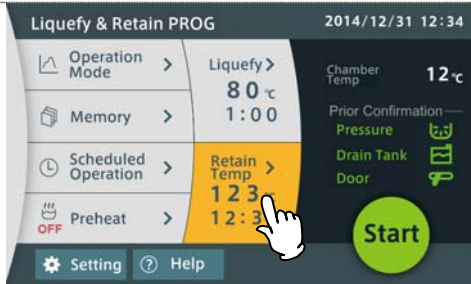 Liquefy & Retain PROG
2014/12/31 12:34
Operation
Mode
Memory
Scheduled
Operation
OFF
Preheat
Liquefy
80 ℃
1:00
Retain
Temp
123
12:3
Chamber
Temp
12℃
Prior Confirmation
Pressure
Drain Tank
Door
Start
Setting
? Help